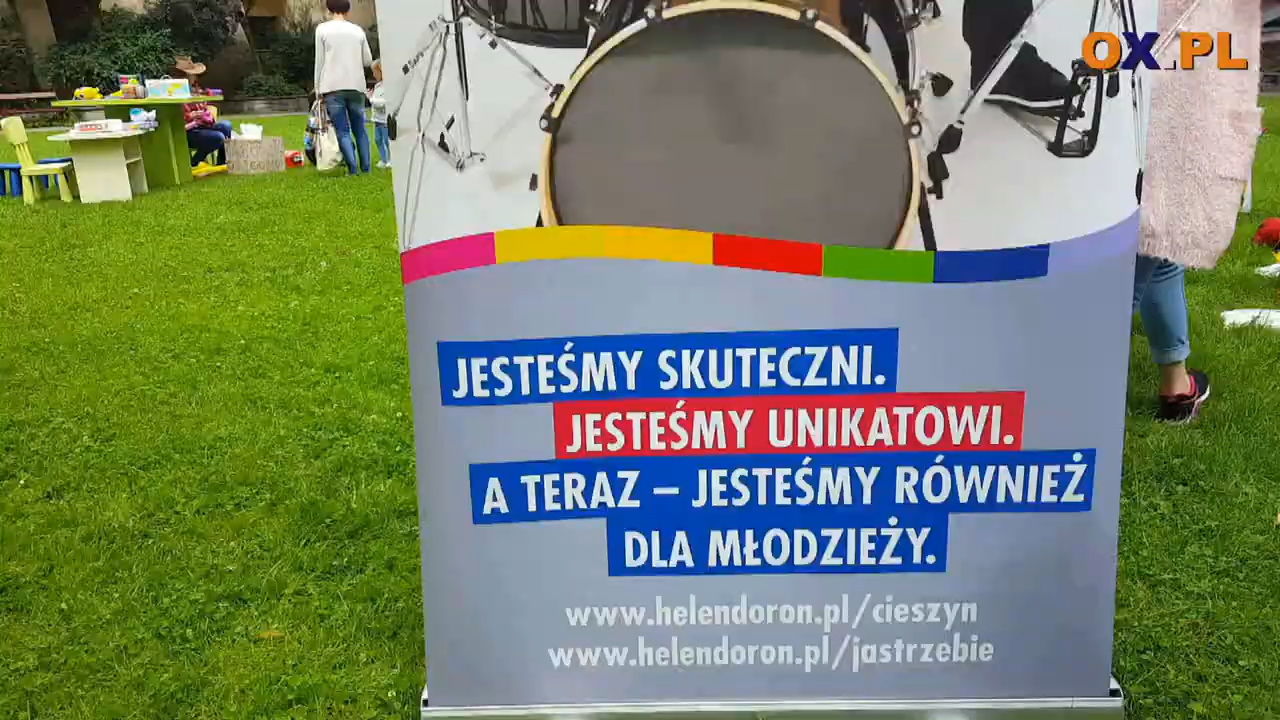 OX.PL
JESTEŚMY SKUTECZNI.
JESTEŚMY UNIKATOWI.
A TERAZ – JESTEŚMY RÓWNIEŻ
DLA MŁODZIEŻY.
www.helendoron.pl/cieszyn
www.helendoron.pl/jastrzebie